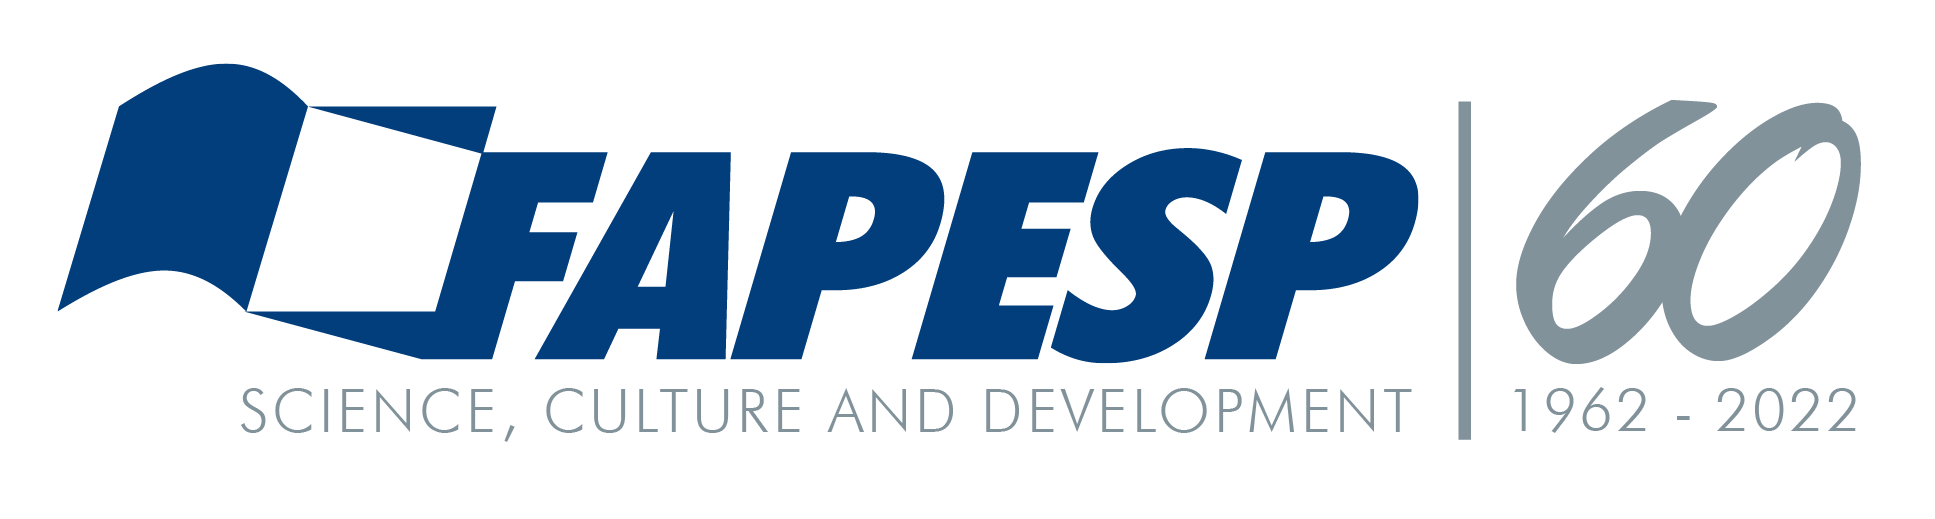 FAPESP
SCIENCE, CULTURE AND DEVELOPMENT
60
1962 - 2022